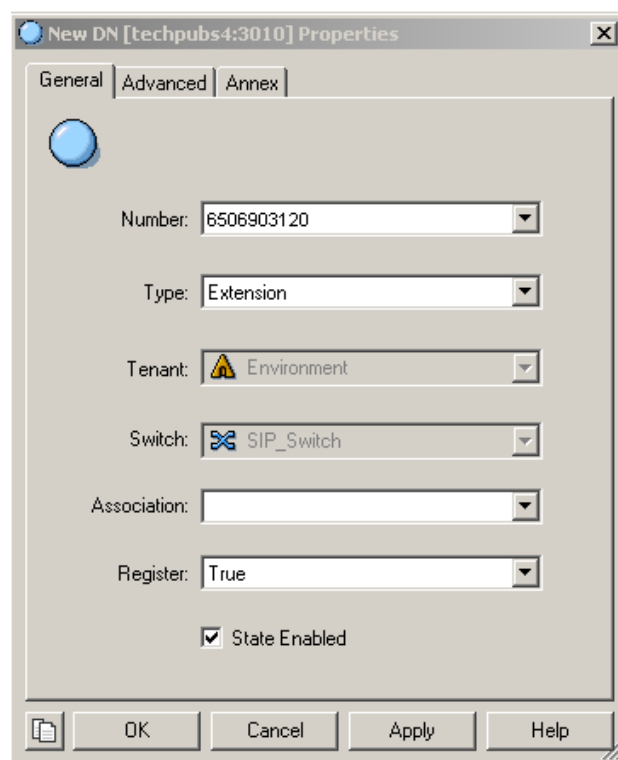 New DN [techpubs4:3010] Properties
General Advanced Annex
Number: 6506903120
Type: Extension
Tenant: Environment
Switch: SIP_Switch
Association:
Register: True
State Enabled
OK Cancel Apply Help